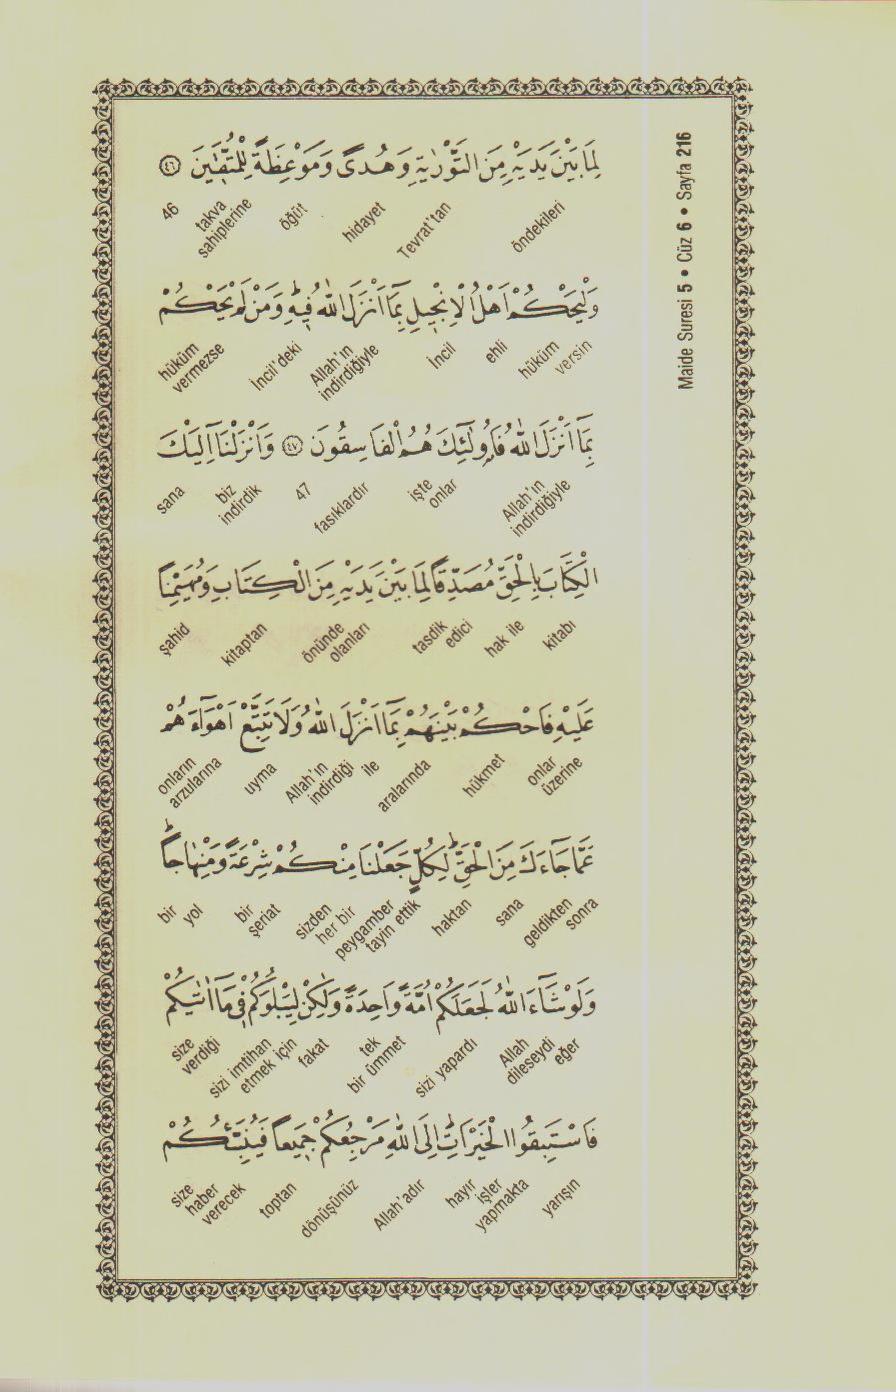 Maide Suresi 5 • Cüz 6 • Sayfa 216
لِمَا بَيْنَ يَدَيْهِ مِنَ التَّوْرٰيةِ وَهُدًى وَمَوْعِظَةً لِلْمُتَّقٖينَ ﴿٤٦﴾
öndekileri Tevrat'tan hidayet öğüt takva sahiplerine 46
وَلْيَحْكُمْ اَهْلُ الْاِنْجٖيلِ بِمَٓا اَنْزَلَ اللّٰهُ فٖيهِؕ وَمَنْ لَمْ يَحْكُمْ
hüküm versin ehli İncil Allah'ın indirdiğiyle İncil'deki hüküm vermezse
بِمَٓا اَنْزَلَ اللّٰهُ فَاُو۬لٰٓئِكَ هُمُ الْفَاسِقُونَ ﴿٤٧﴾ وَاَنْزَلْنَٓا اِلَيْكَ
Allah'ın indirdiğiyle işte onlar fasıklardır 47 biz indirdik sana
الْكِتَابَ بِالْحَقِّ مُصَدِّقًا لِمَا بَيْنَ يَدَيْهِ مِنَ الْكِتَابِ وَمُهَيْمِنًا
kitabı hak ile tasdik edici önünde olanları kitaptan şahid
عَلَيْهِ فَاحْكُمْ بَيْنَهُمْ بِمَٓا اَنْزَلَ اللّٰهُ وَلَا تَتَّبِعْ اَهْوَٓاءَهُمْ
onlar üzerine hükmet aralarında ile Allah'ın indirdiği uyma onların arzularına
عَمَّا جَٓاءَكَ مِنَ الْحَقِّؕ لِكُلٍّ جَعَلْنَا مِنْكُمْ شِرْعَةً وَمِنْهَاجًاؕ
geldikten sonra sana haktan peygamber tayin ettik sizden her bir bir şeriat bir yol
وَلَوْ شَٓاءَ اللّٰهُ لَجَعَلَكُمْ اُمَّةً وَاحِدَةً وَلٰكِنْ لِيَبْلُوَكُمْ فٖي مَٓا اٰتٰيكُمْ
eğer Allah dileseydi sizi yapardı tek bir ümmet fakat sizi imtihan etmek için size verdiği
فَاسْتَبِقُوا الْخَيْرَاتِؕ اِلَى اللّٰهِ مَرْجِعُكُمْ جَمٖيعًا فَيُنَبِّئُكُمْ
yarışın hayır işler yapmakta Allah'adır dönüşünüz toptan size haber verecek